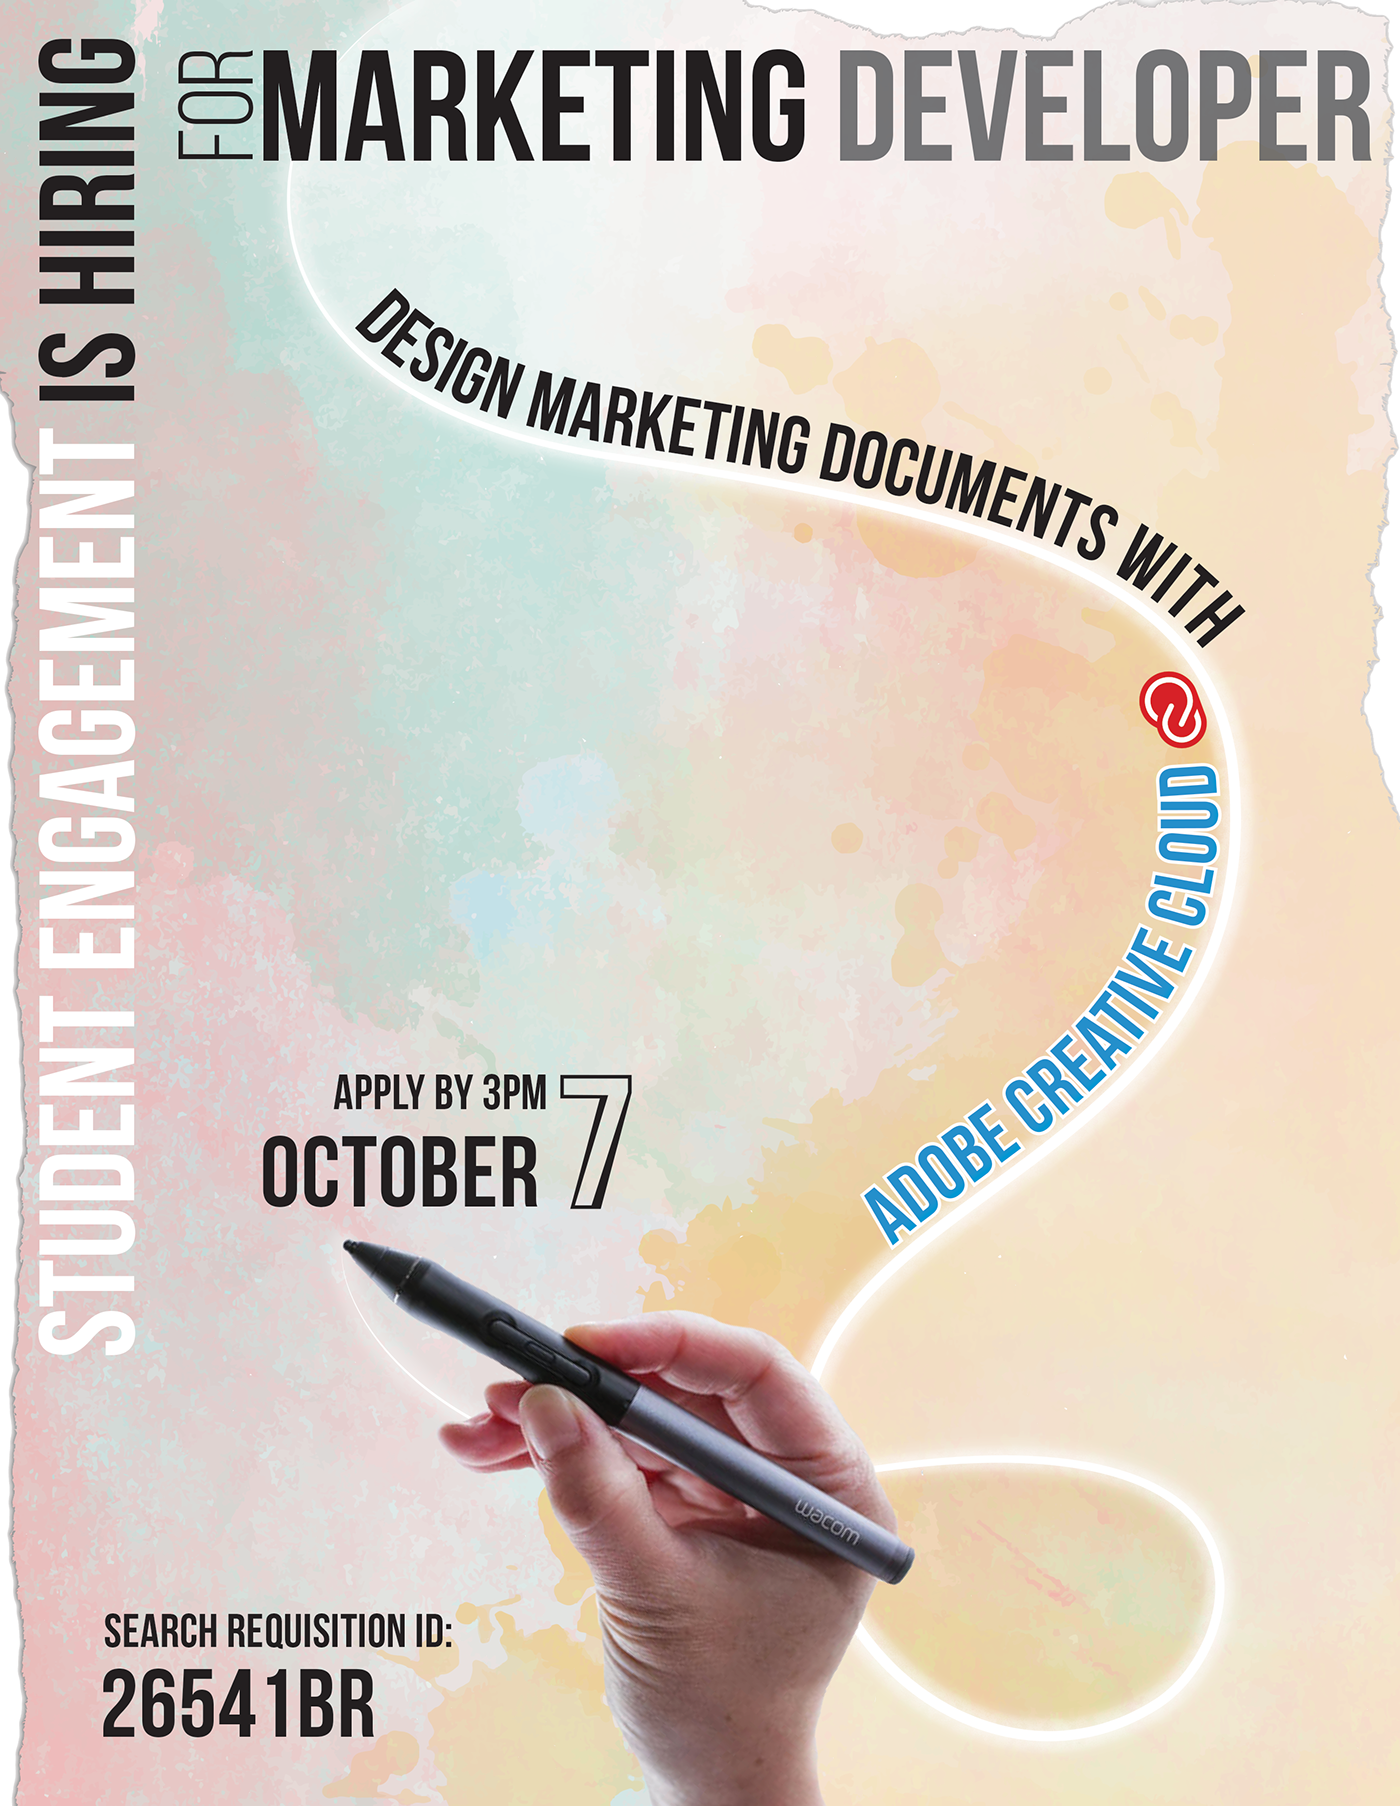 STUDENT ENGAGEMENT IS HIRING
FOR MARKETING DEVELOPER
DESIGN MARKETING DOCUMENTS WITH
ADOBE CREATIVE CLOUD
APPLY BY 3PM
OCTOBER 7
wacom
SEARCH REQUISITION ID:
26541BR